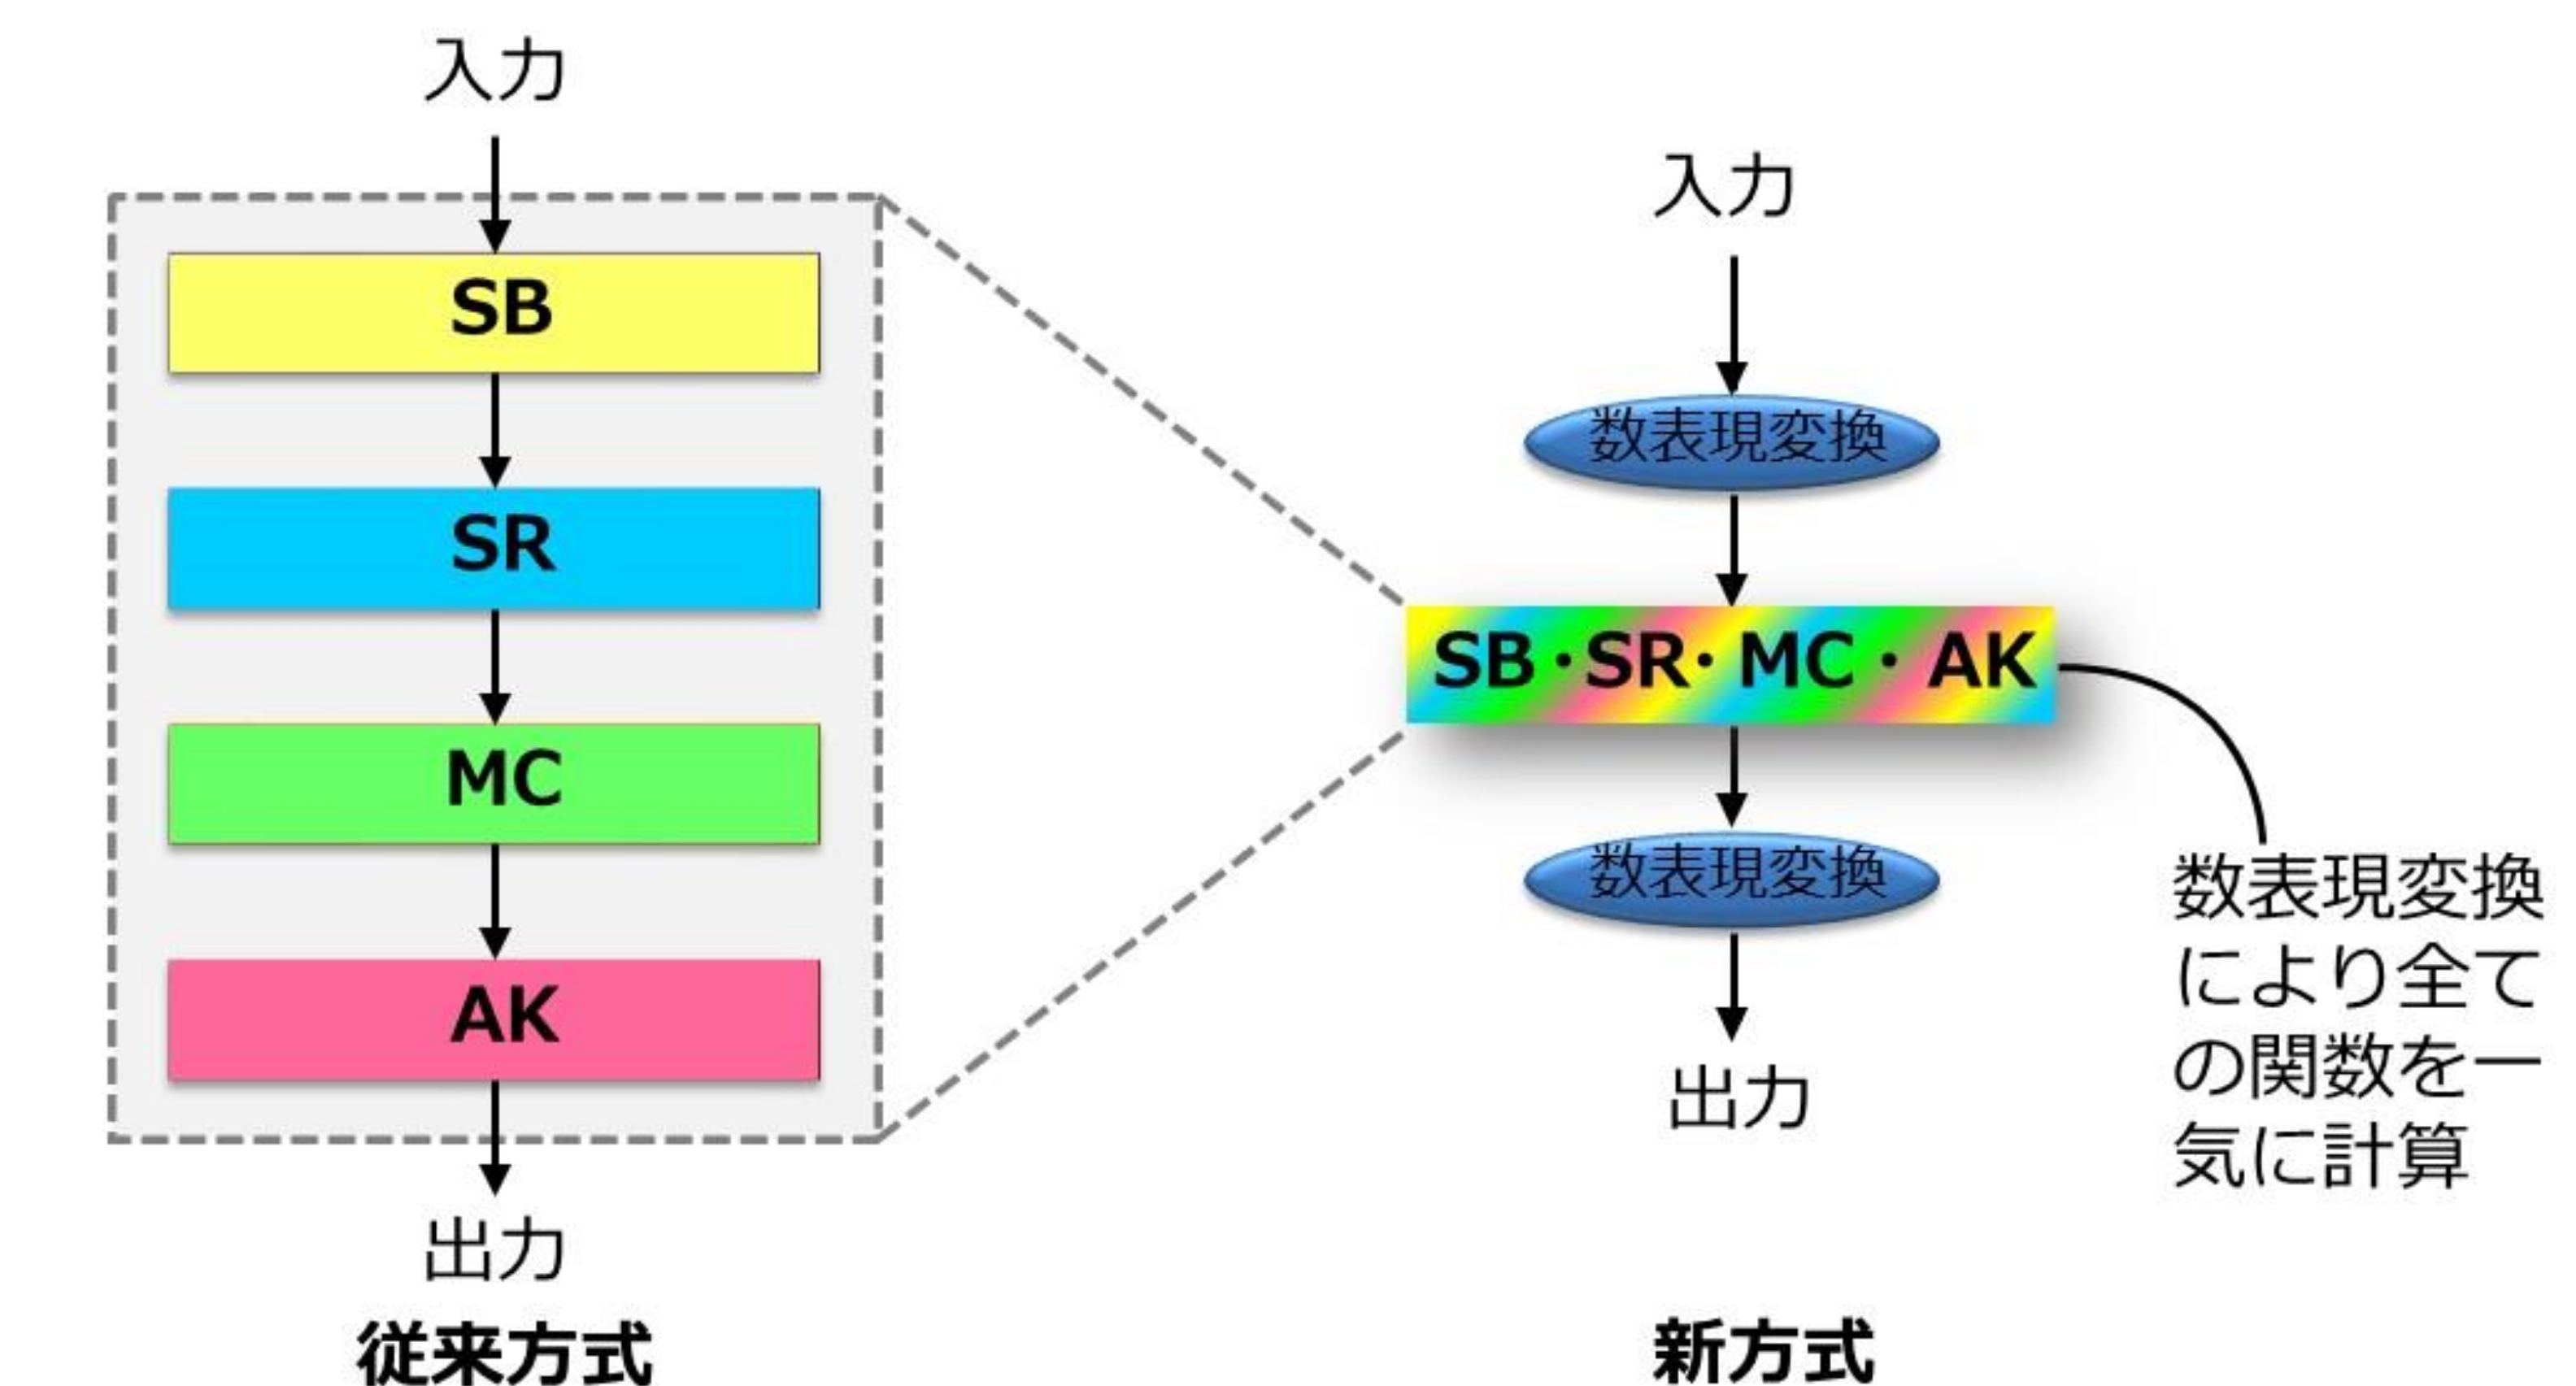 入力
SB
SR
MC
AK
出力
従来方式
入力
数表現変換
SB・SR・MC・AK
数表現変換
出力
新方式
数表現変換
により全て
の関数を一
気に計算